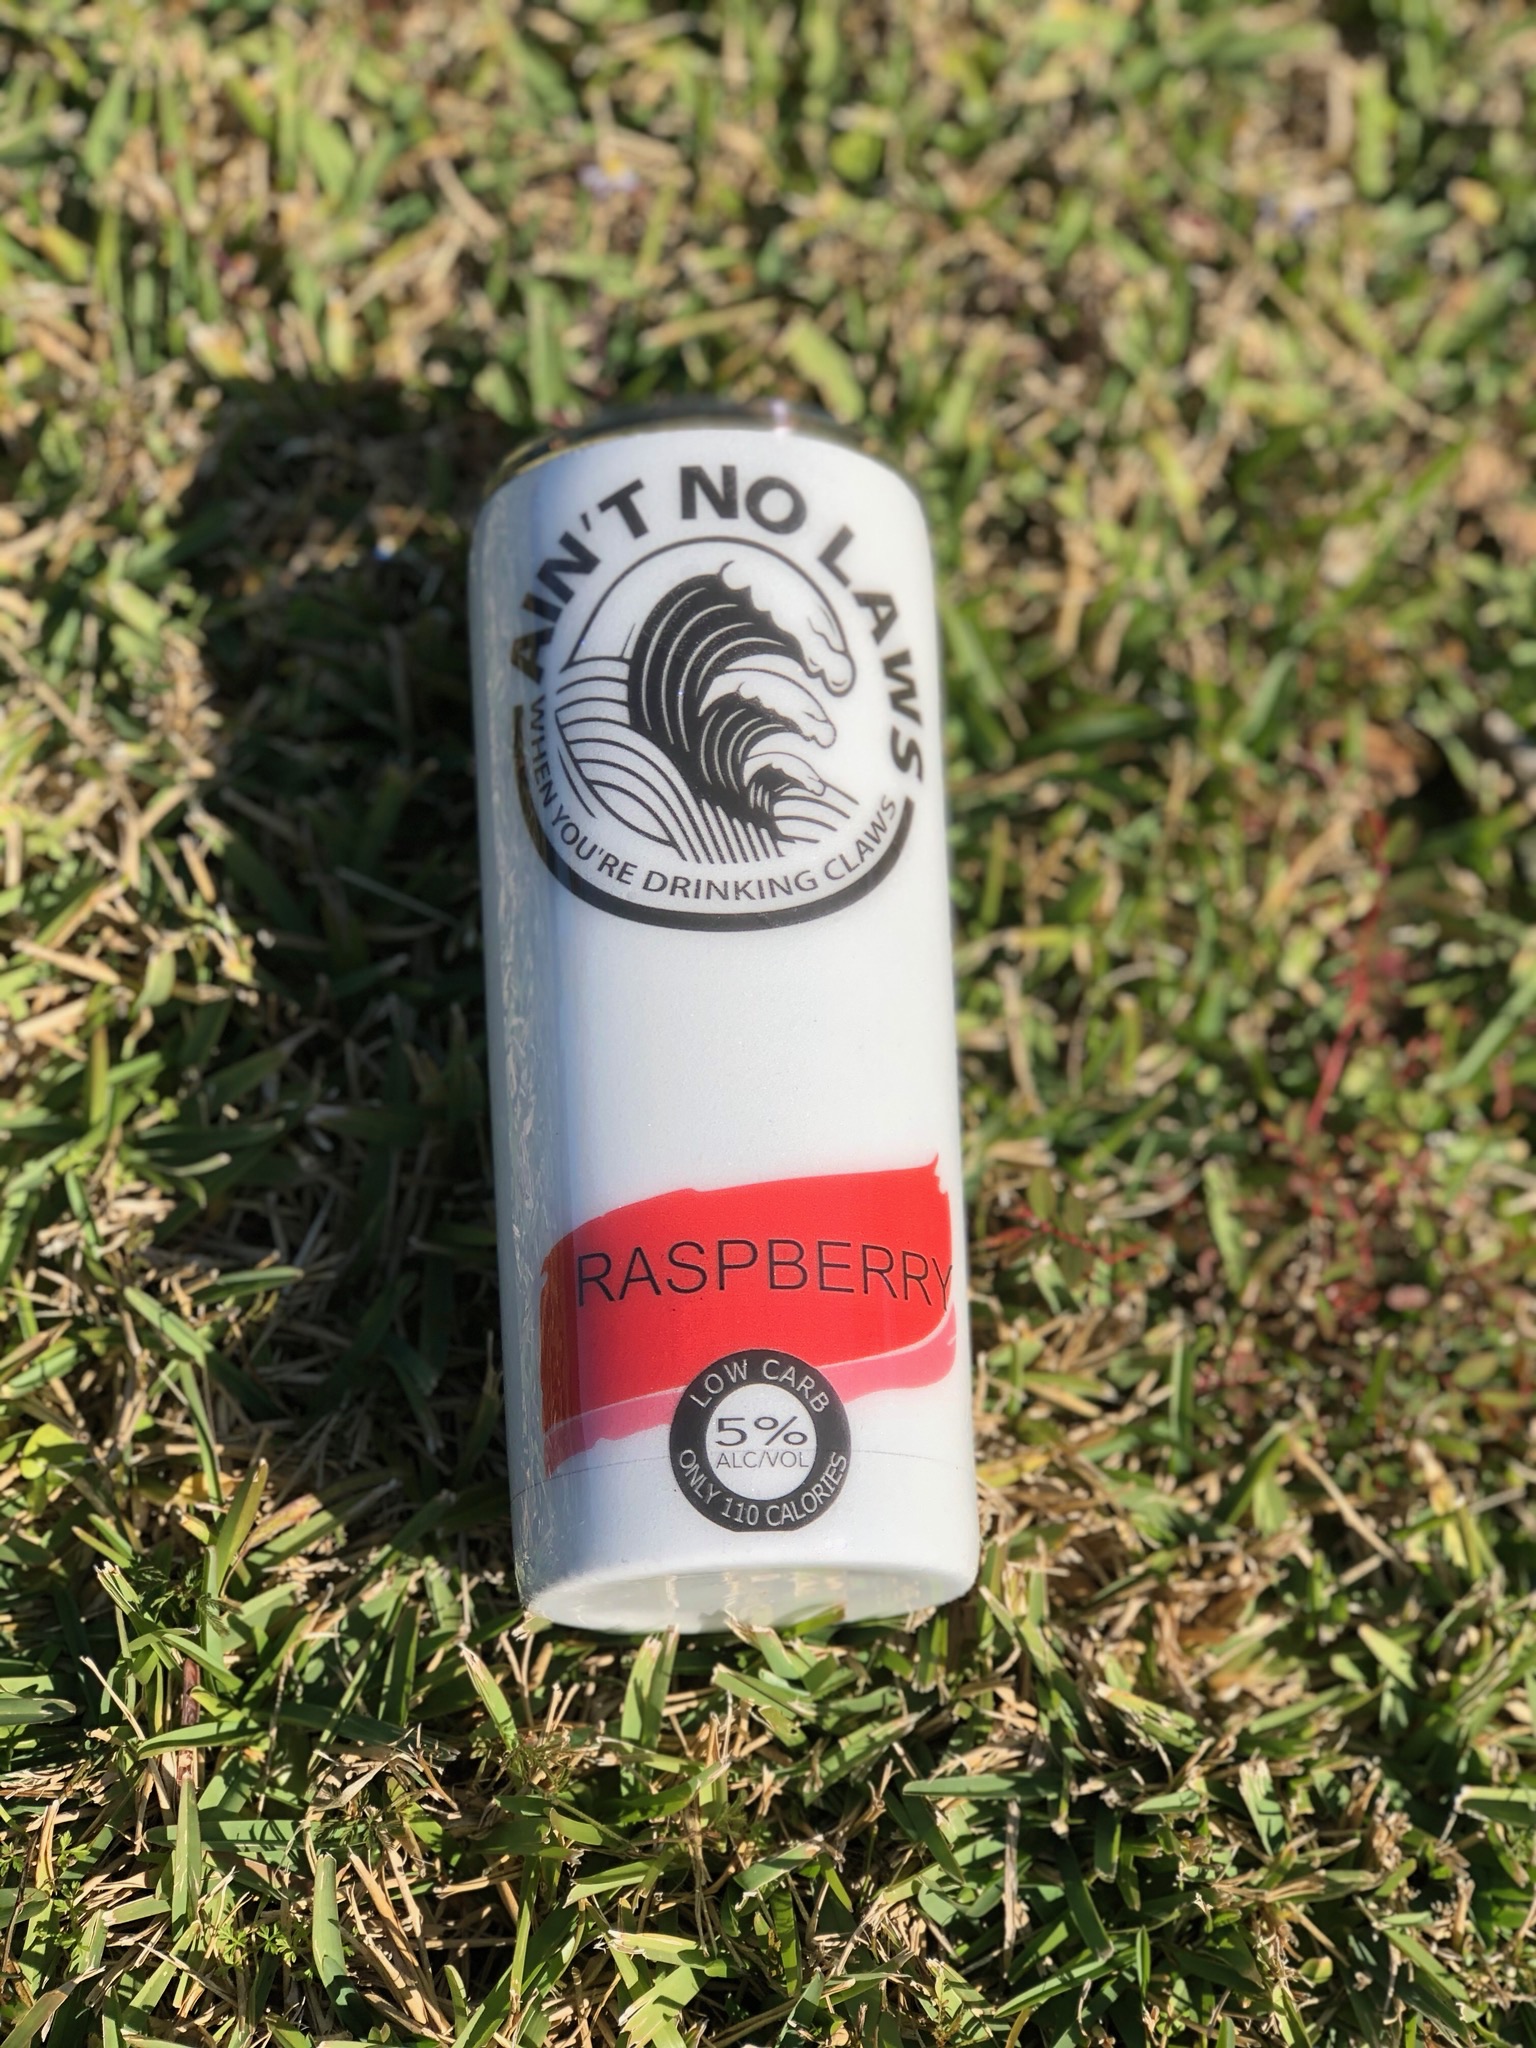 AIN'T NO LAWS
WHEN YOU'RE DRINKING CLAWS
RASPBERRY
LOW CARB
5%
ALC/VOL
ONLY 110 CALORIES